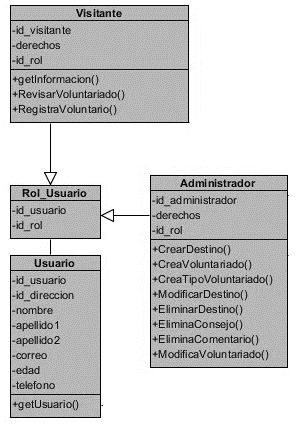 Visitante
-id_visitante
-derechos
-id_rol
+getInformacion()
+RevisarVoluntariado()
+RegistraVoluntario()
Rol_Usuario
-id_usuario
-id_rol
Administrador
-id_administrador
-derechos
-id_rol
+CrearDestino()
+CreaVoluntariado()
+CreaTipoVoluntariado()
+ModificarDestino()
+EliminarDestino()
+EliminaConsejo()
+EliminaComentario()
+ModificaVoluntariado()
Usuario
-id_usuario
-id_direccion
-nombre
-apellido1
-apellido2
-correo
-edad
-telefono
+getUsuario()